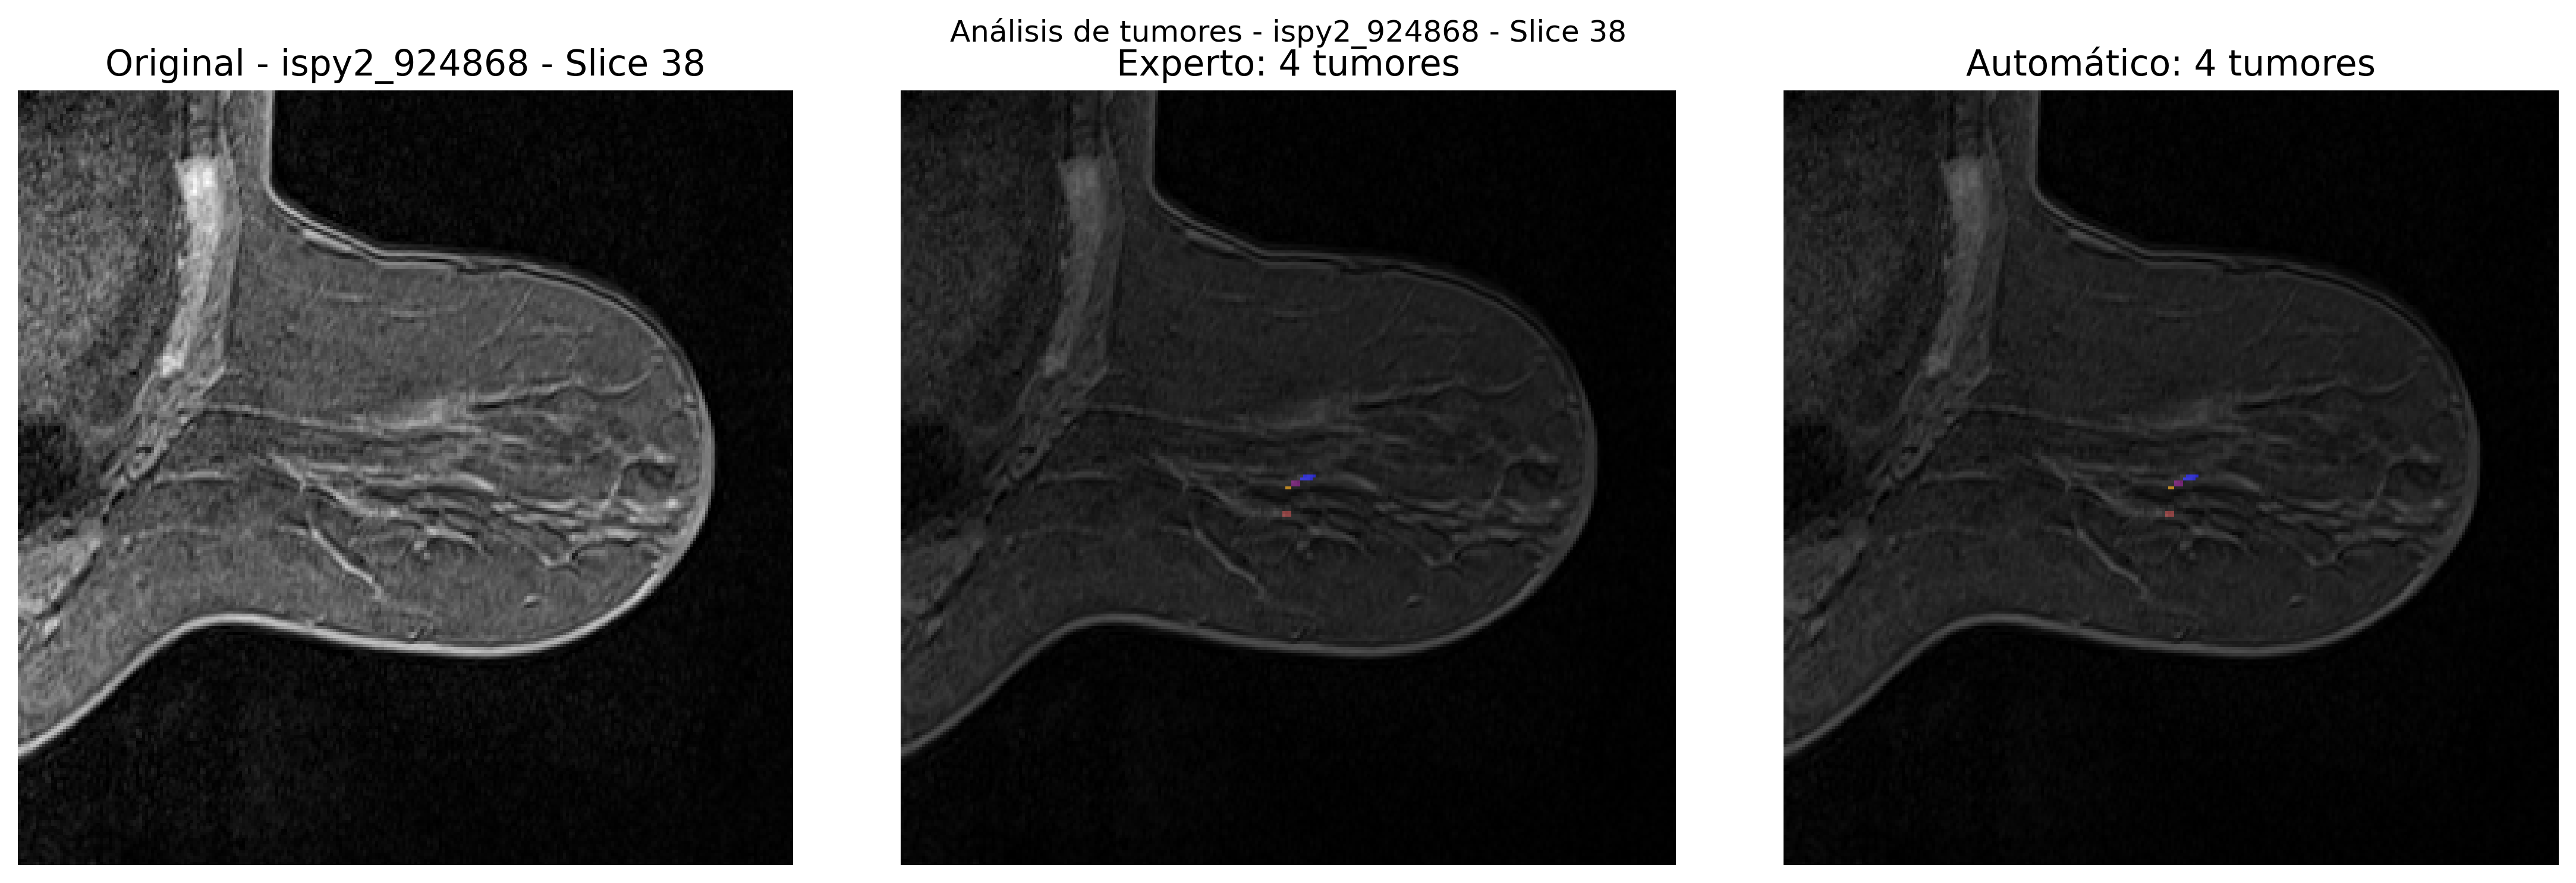 Análisis de tumores - ispy2_924868 - Slice 38
Original - ispy2_924868 - Slice 38
Experto: 4 tumores
Automático: 4 tumores